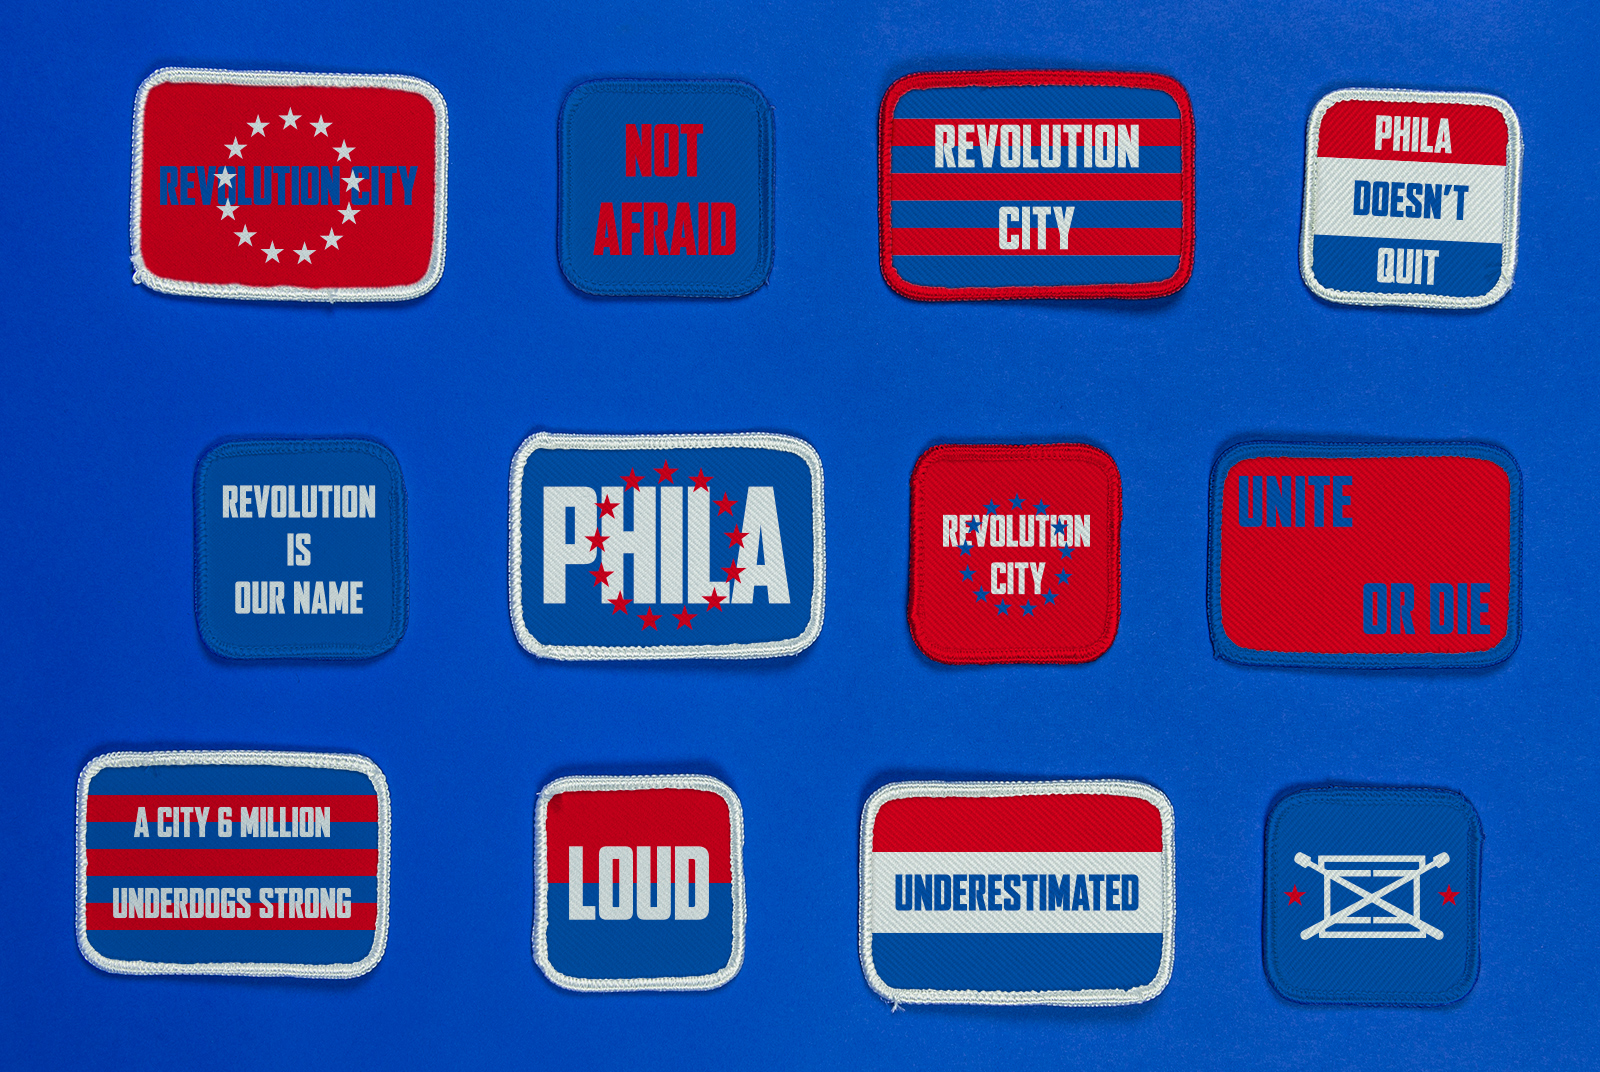 REVOLUTION CITY
NOT
AFRAID
REVOLUTION
CITY
PHILA
DOESN'T
QUIT
REVOLUTION
IS
OUR NAME
PHILA
REVOLUTION
CITY
UNITE
OR DIE
A CITY 6 MILLION
UNDERDOGS STRONG
LOUD
UNDERESTIMATED